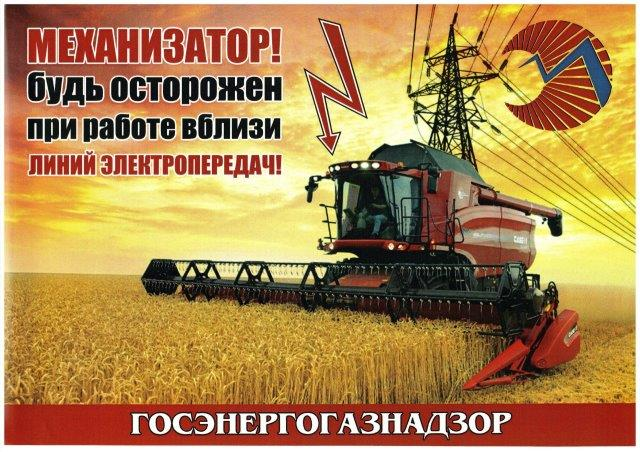 МЕХАНИЗАТОР!
будь осторожен
при работе вблизи
ЛИНИЙ ЭЛЕКТРОПЕРЕДАЧ!
ГОСЭНЕРГОГАЗНАДЗОР